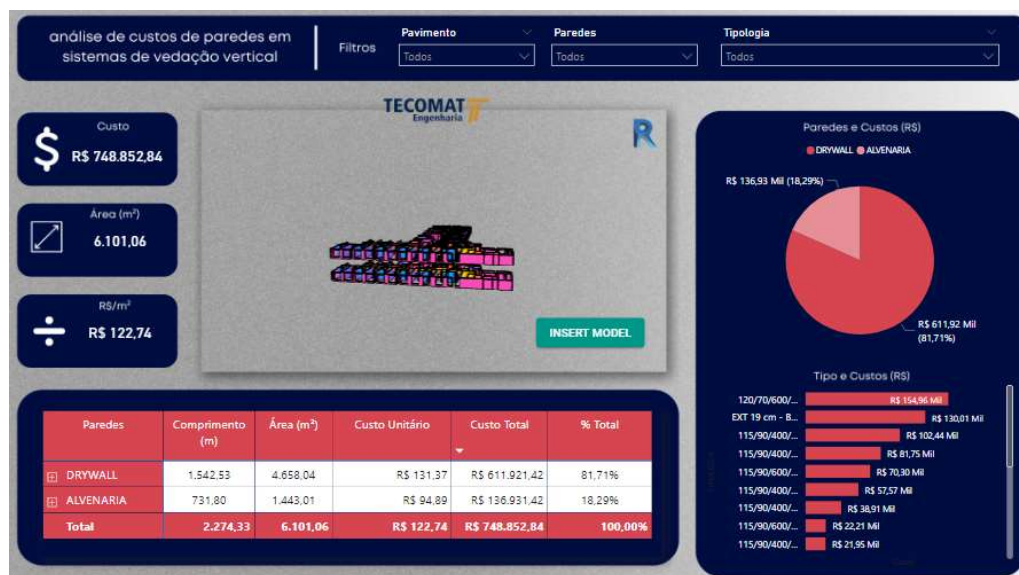 análise de custos de paredes em
sistemas de vedação vertical
Filtros
Pavimento
Todos
Paredes
Todos
Tipologia
Todos
TECOMAT
Engenharia
R
Custo
R$ 748.852,84
Área (m²)
6.101,06
R$/m²
R$ 122,74
INSERT MODEL
Paredes e Custos (R$)
DRYWALL ALVENARIA
R$ 136,93 Mil (18,29%)
R$ 611,92 Mil
(81,71%)
Tipo e Custos (R$)
120/70/600/... R$ 154,96 Mil
EXT 19 cm - B... R$ 130,01 Mil
115/90/400/... R$ 102,44 Mil
115/90/400/... R$ 81,75 Mil
115/90/600/... R$ 70,30 Mil
115/90/400/... R$ 57,57 Mil
115/90/400/... R$ 38,91 Mil
115/90/600/... R$ 22,21 Mil
115/90/400/... R$ 21,95 Mil
Paredes Comprimento (m) Área (m²) Custo Unitário Custo Total % Total
DRYWALL 1.542,53 4.658,04 R$ 131,37 R$ 611.921,42 81,71%
ALVENARIA 731,80 1.443,01 R$ 94,89 R$ 136.931,42 18,29%
Total 2.274,33 6.101,06 R$ 122,74 R$ 748.852,84 100,00%